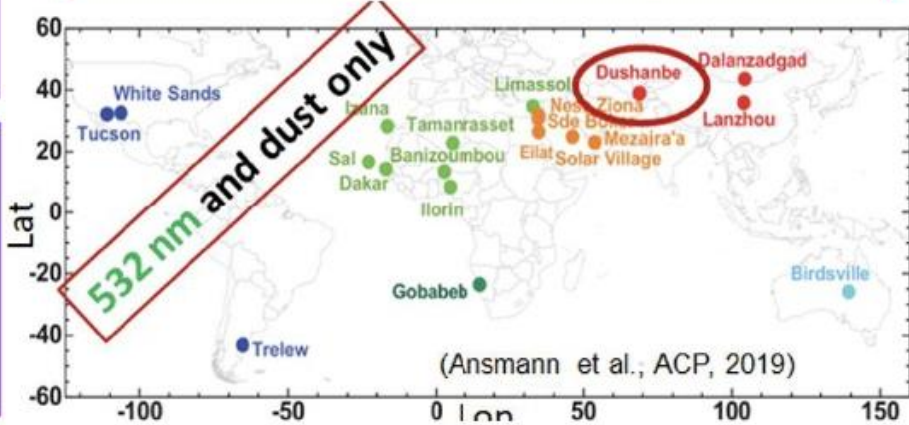 60
40
20
0
-20
-40
-60
Lat
-100
-50
0
50
100
150
Lon
532 nm and dust only
White Sands
Tucson
Izana
Tamanrasset
Sal
Banizoumbou
Dakar
Ilorin
Limassol
Ness Ziona
Sde Boker
Eilat
Mezaira'a
Solar Village
Dushanbe
Dalanzadgad
Lanzhou
Gobabeb
Birdsville
Trelew
(Ansmann et al.; ACP, 2019)